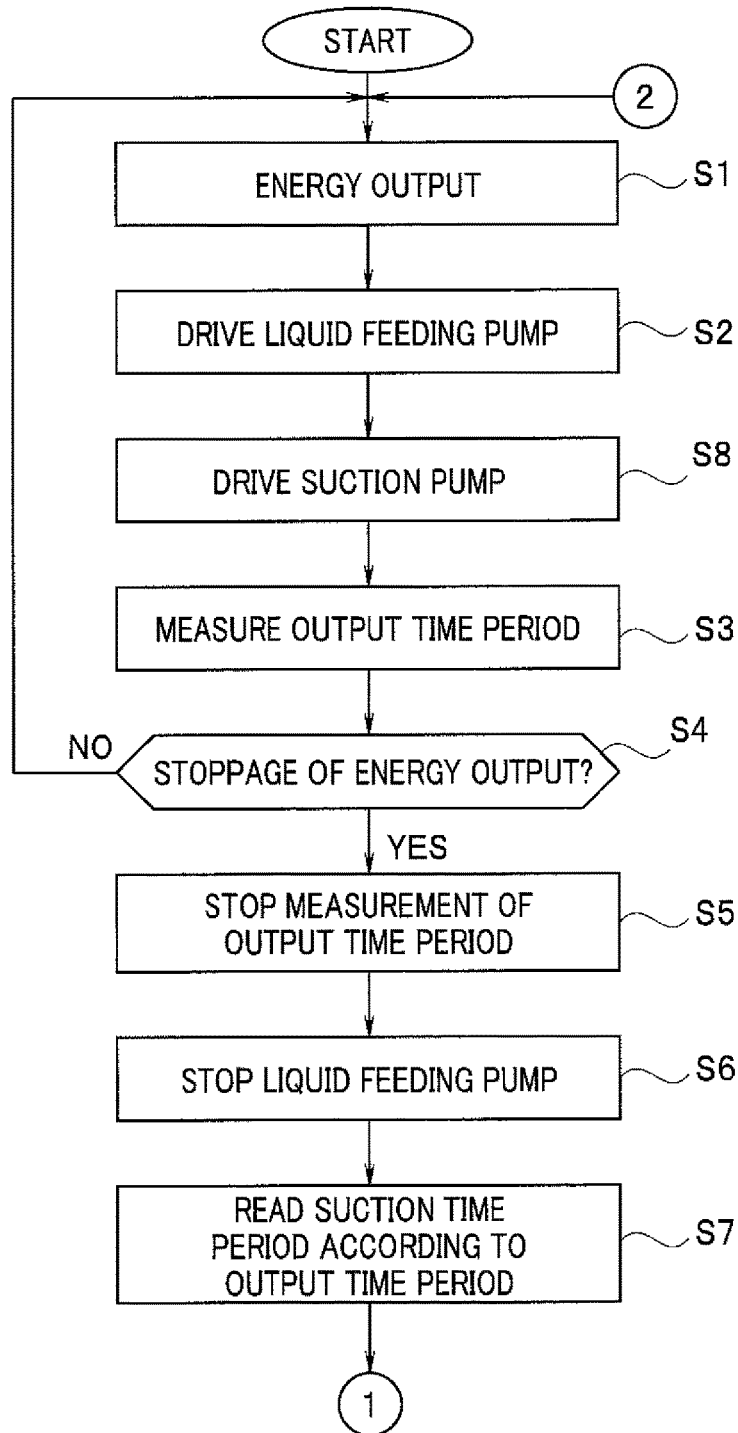 START
2
ENERGY OUTPUT
S1
DRIVE LIQUID FEEDING PUMP
S2
DRIVE SUCTION PUMP
S8
MEASURE OUTPUT TIME PERIOD
S3
NO
STOPPAGE OF ENERGY OUTPUT?
S4
YES
STOP MEASUREMENT OF
OUTPUT TIME PERIOD
S5
STOP LIQUID FEEDING PUMP
S6
READ SUCTION TIME
PERIOD ACCORDING TO
OUTPUT TIME PERIOD
S7
1